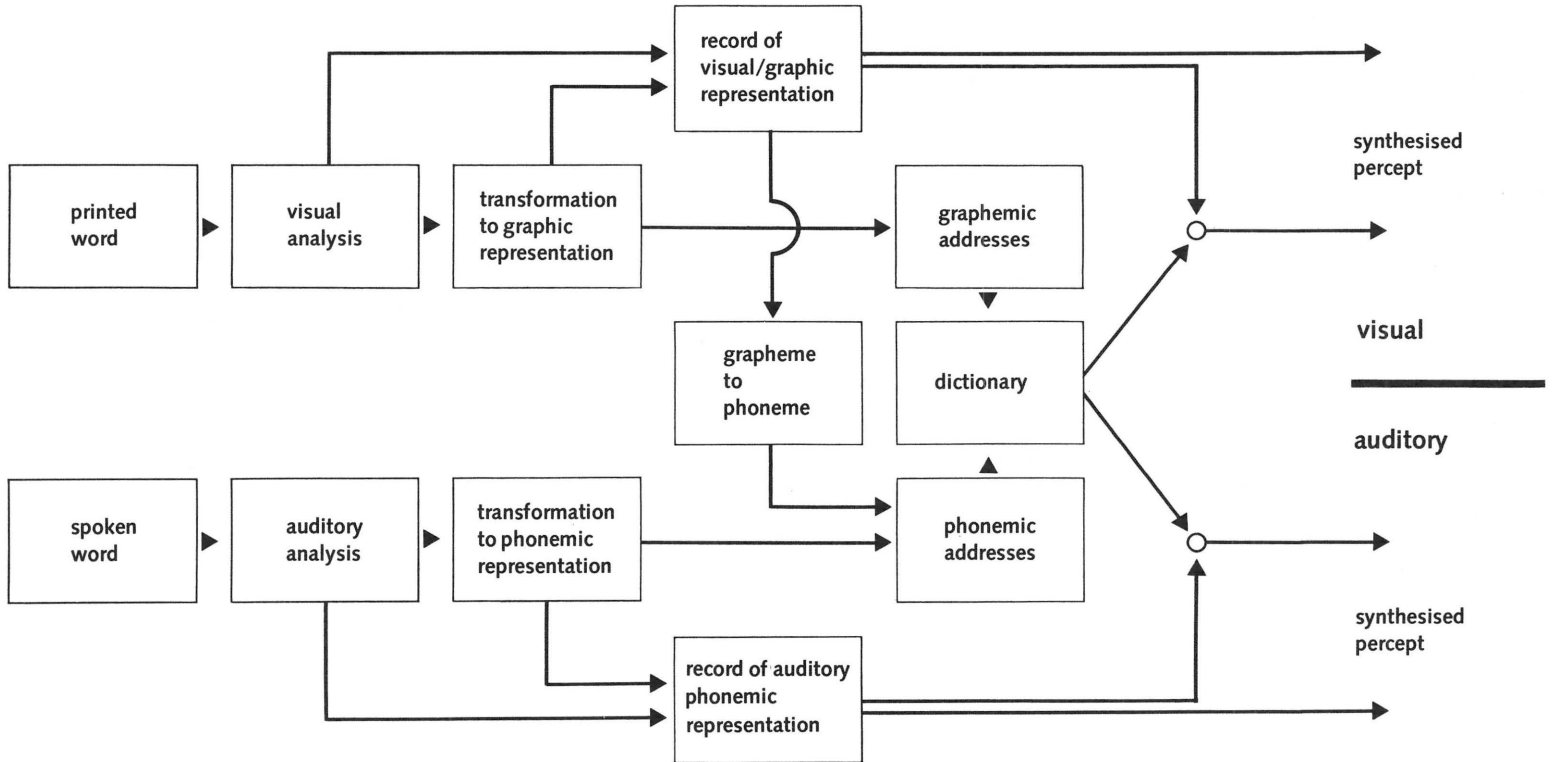 record of
visual/graphic
representation
synthesised
percept
printed
word
visual
analysis
transformation
to graphic
representation
graphemic
addresses
grapheme
to
phoneme
dictionary
visual
auditory
spoken
word
auditory
analysis
transformation
to phonemic
representation
phonemic
addresses
synthesised
percept
record of auditory
phonemic
representation